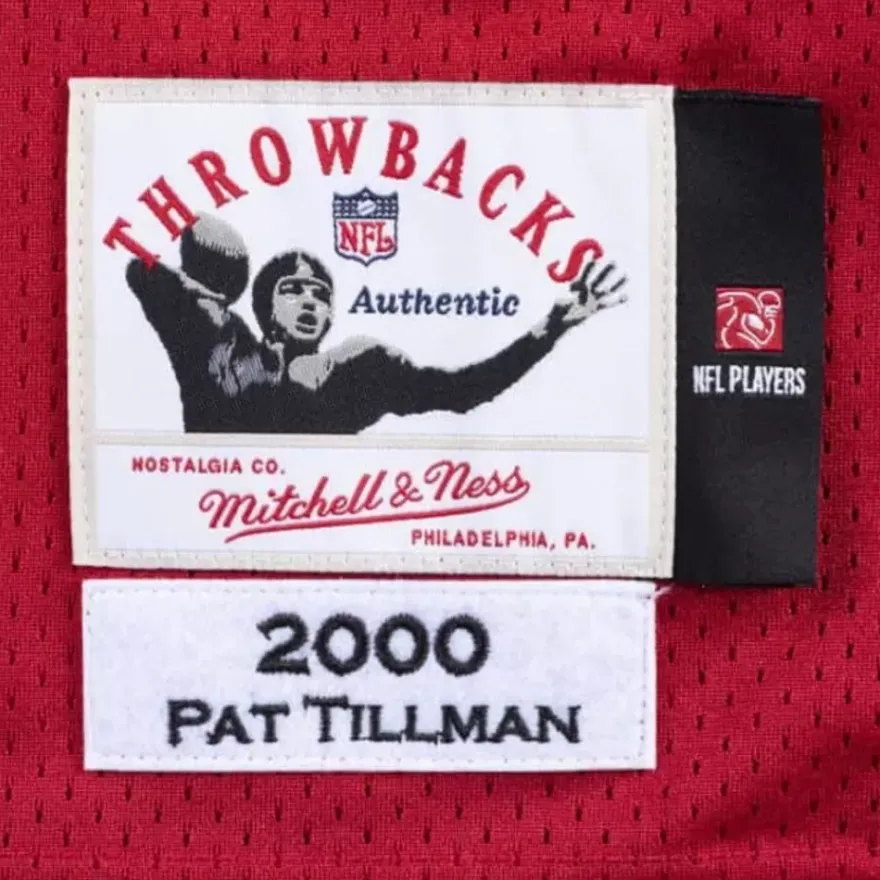 THROWBACKS
NFL
Authentic
NOSTALGIA CO.
Mitchell & Ness
PHILADELPHIA, PA.
NFL PLAYERS
2000
PAT TILLMAN